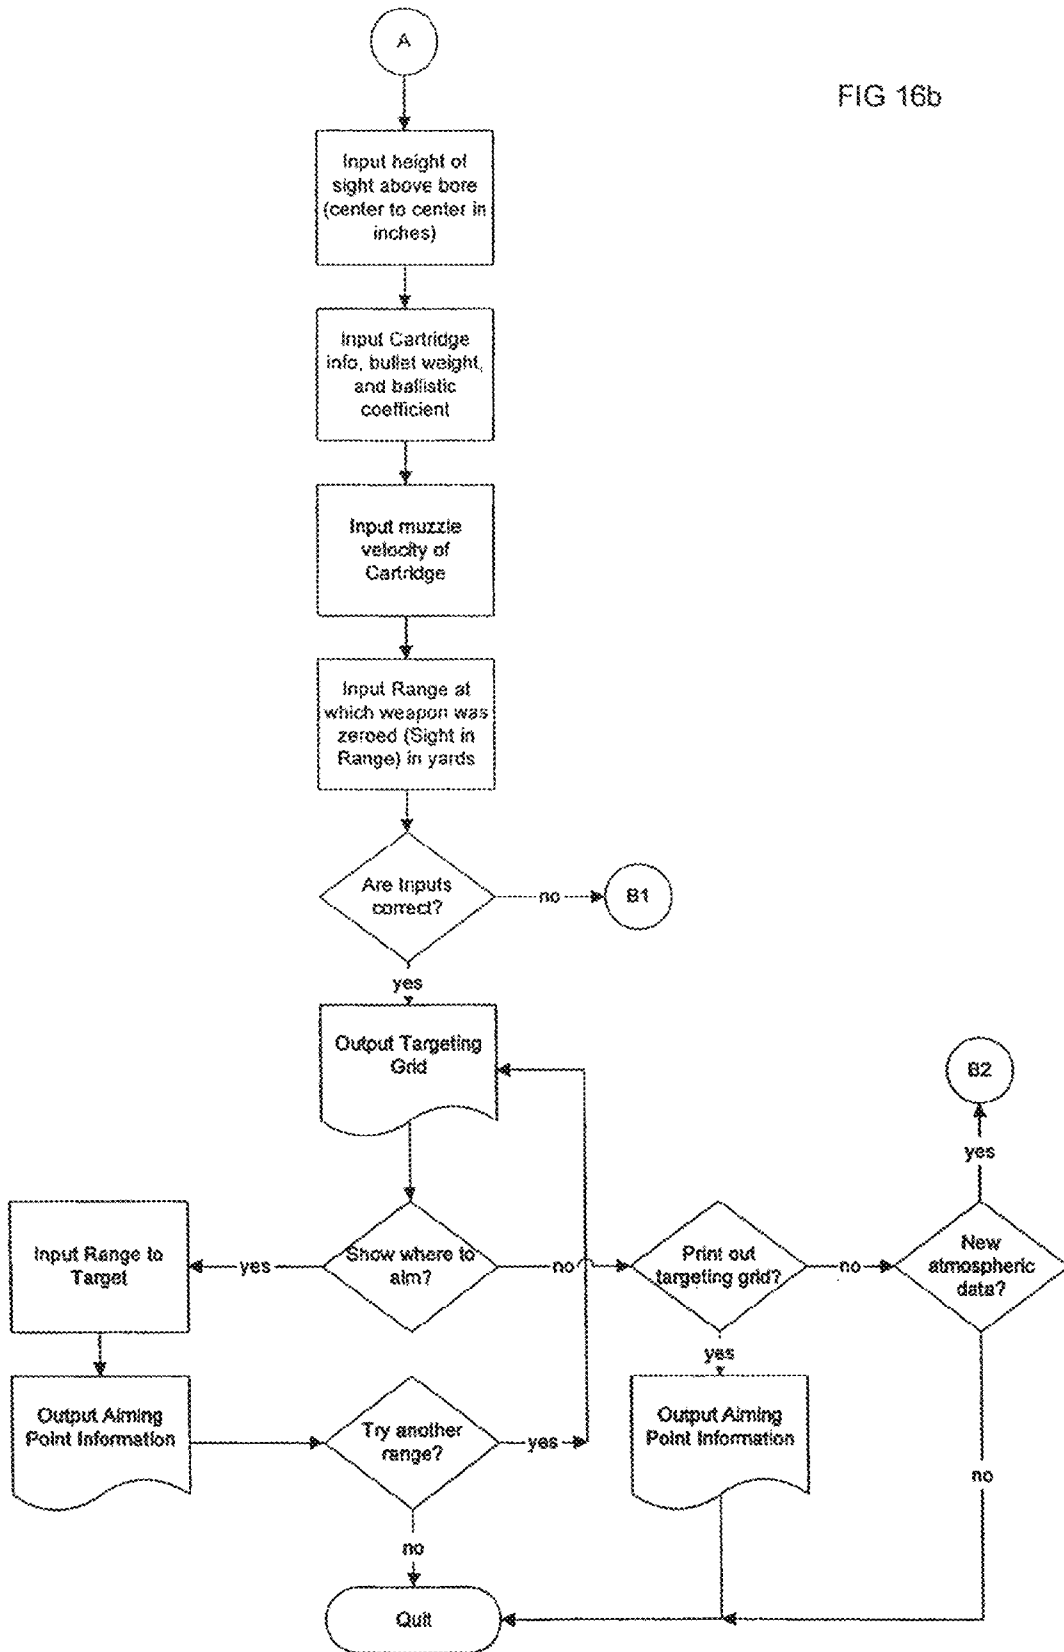 A
FIG 16b
Input height of
sight above bore
(center to center in
inches)
Input Cartridge
info, bullet weight,
and ballistic
coefficient
Input muzzle
velocity of
Cartridge
Input Range at
which weapon was
zeroed (Sight in
Range) in yards
Are Inputs
correct?
no
B1
yes
Output Targeting
Grid
B2
yes
Input Range to
Target
yes
Show where to
aim?
no
Print out
targeting grid?
no
New
atmospheric
data?
yes
Output Aiming
Point Information
Try another
range?
yes
Output Aiming
Point Information
no
no
Quit